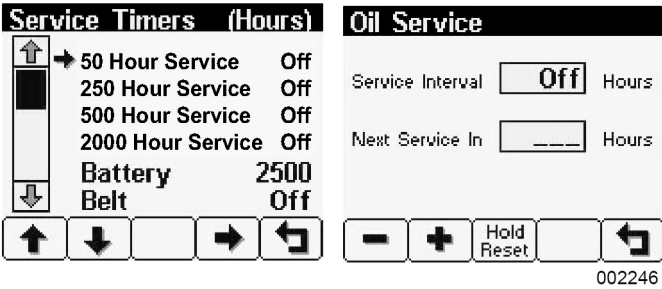 Service Timers (Hours)
50 Hour Service Off
250 Hour Service Off
500 Hour Service Off
2000 Hour Service Off
Battery 2500
Belt Off
Oil Service
Service Interval Off Hours
Next Service In ___ Hours
Hold
Reset
002246